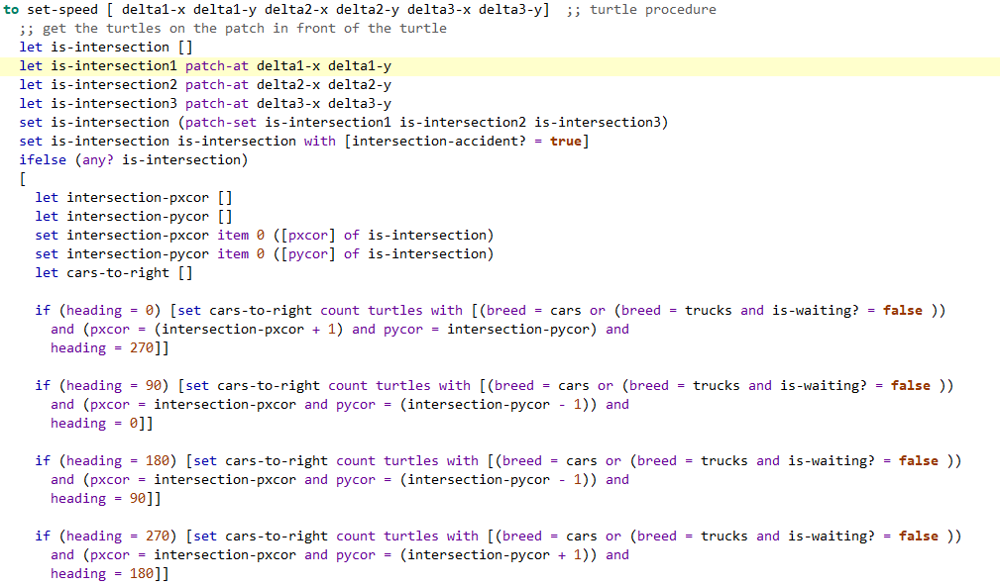 to set-speed [ delta1-x delta1-y delta2-x delta2-y delta3-x delta3-y]  ;; turtle procedure
  ;; get the turtles on the patch in front of the turtle
  let is-intersection []
  let is-intersection1 patch-at delta1-x delta1-y
  let is-intersection2 patch-at delta2-x delta2-y
  let is-intersection3 patch-at delta3-x delta3-y
  set is-intersection (patch-set is-intersection1 is-intersection2 is-intersection3)
  set is-intersection is-intersection with [intersection-accident? = true]
  ifelse (any? is-intersection)
  [
    let intersection-pxcor []
    let intersection-pycor []
    set intersection-pxcor item 0 ([pxcor] of is-intersection)
    set intersection-pycor item 0 ([pycor] of is-intersection)
    let cars-to-right []

    if (heading = 0) [set cars-to-right count turtles with [(breed = cars or (breed = trucks and is-waiting? = false ))
      and (pxcor = (intersection-pxcor + 1) and pycor = intersection-pycor) and
      heading = 270]]

    if (heading = 90) [set cars-to-right count turtles with [(breed = cars or (breed = trucks and is-waiting? = false ))
      and (pxcor = intersection-pxcor and pycor = (intersection-pycor - 1)) and
      heading = 0]]

    if (heading = 180) [set cars-to-right count turtles with [(breed = cars or (breed = trucks and is-waiting? = false ))
      and (pxcor = intersection-pxcor and pycor = (intersection-pycor - 1)) and
      heading = 90]]

    if (heading = 270) [set cars-to-right count turtles with [(breed = cars or (breed = trucks and is-waiting? = false ))
      and (pxcor = intersection-pxcor and pycor = (intersection-pycor + 1)) and
      heading = 180]]